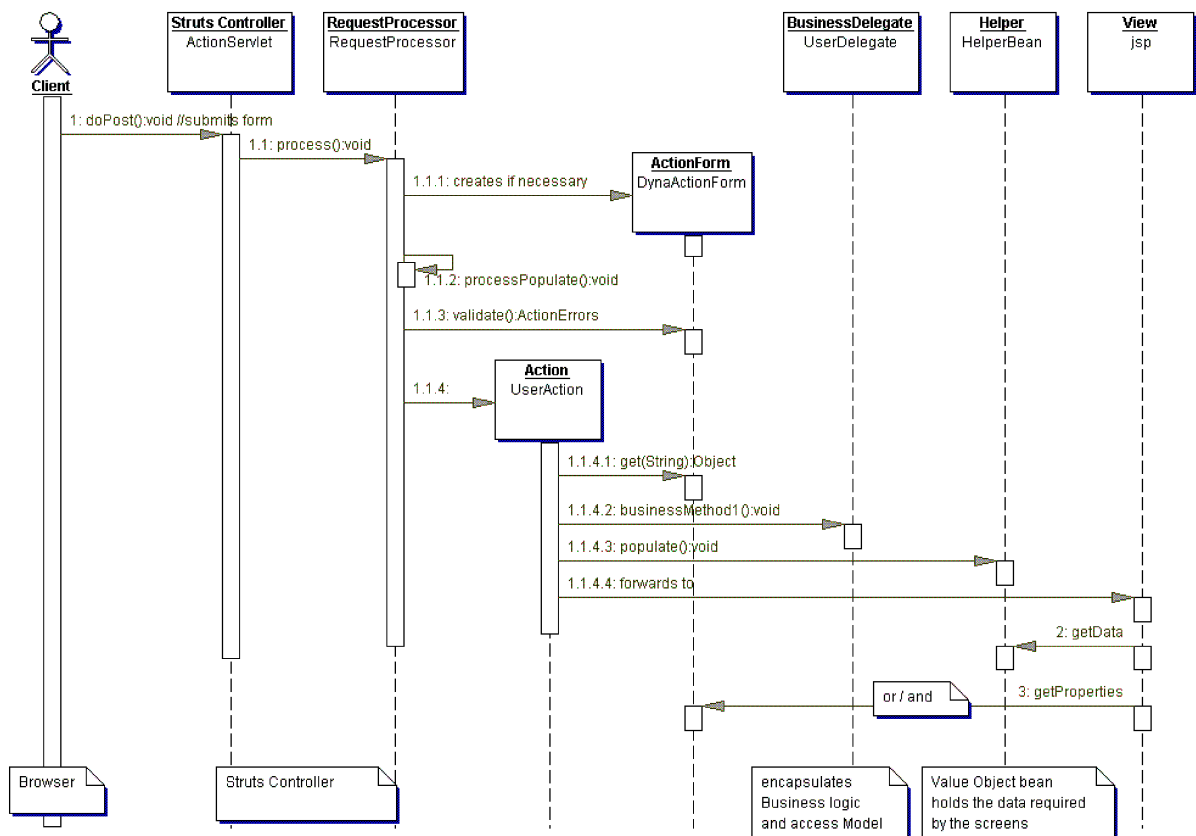 Struts Controller
ActionServlet
RequestProcessor
RequestProcessor
BusinessDelegate
UserDelegate
Helper
HelperBean
View
jsp
Client
1: doPost():void //submits form
1.1: process():void
ActionForm
DynaActionForm
1.1.1: creates if necessary
1.1.2: processPopulate():void
1.1.3: validate():ActionErrors
Action
UserAction
1.1.4:
1.1.4.1: get(String):Object
1.1.4.2: businessMethod1():void
1.1.4.3: populate():void
1.1.4.4: forwards to
2: getData
or / and
3: getProperties
Browser
Struts Controller
encapsulates
Business logic
and access Model
Value Object bean
holds the data required
by the screens